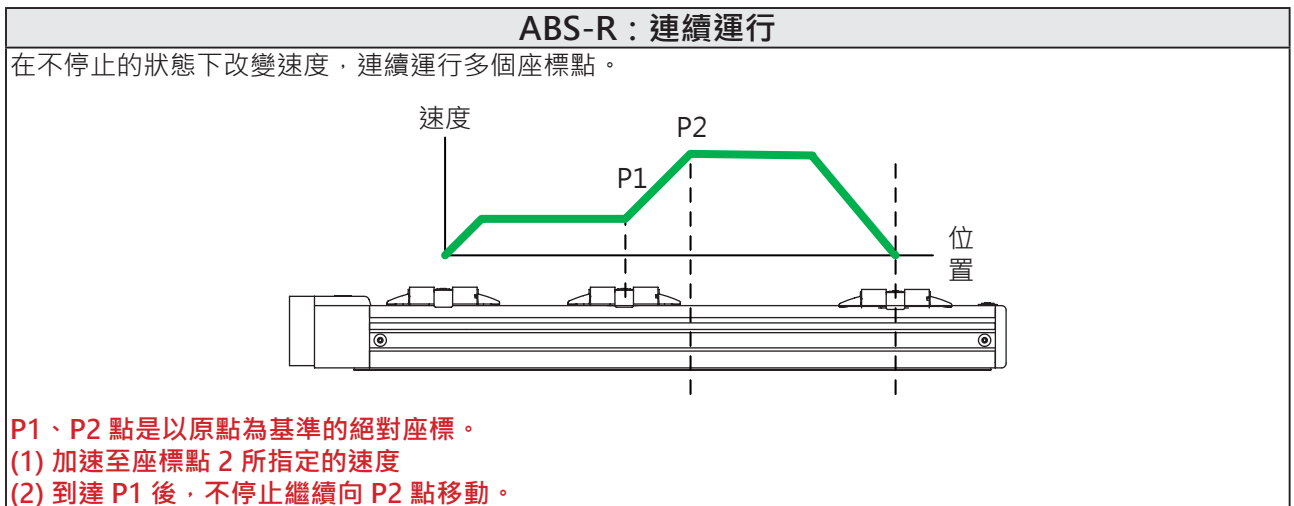 ABS-R：連續運行
在不停止的狀態下改變速度，連續運行多個座標點。
速度
P2
P1
位
置
P1、P2 點是以原點為基準的絕對座標。
(1) 加速至座標點 2 所指定的速度
(2) 到達 P1 後，不停止繼續向 P2 點移動。